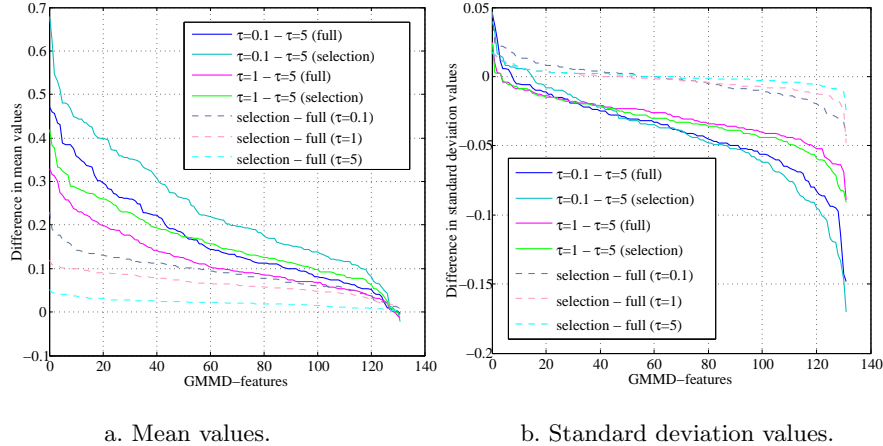 0.7
0.6
0.5
0.4
0.3
0.2
0.1
0
−0.1
Difference in mean values
τ=0.1 − τ=5 (full)
τ=0.1 − τ=5 (selection)
τ=1 − τ=5 (full)
τ=1 − τ=5 (selection)
selection − full (τ=0.1)
selection − full (τ=1)
selection − full (τ=5)
0 20 40 60 80 100 120 140
GMMD−features
a. Mean values.
0.05
0
−0.05
−0.1
−0.15
−0.2
Difference in standard deviation values
τ=0.1 − τ=5 (full)
τ=0.1 − τ=5 (selection)
τ=1 − τ=5 (full)
τ=1 − τ=5 (selection)
selection − full (τ=0.1)
selection − full (τ=1)
selection − full (τ=5)
0 20 40 60 80 100 120 140
GMMD−features
b. Standard deviation values.